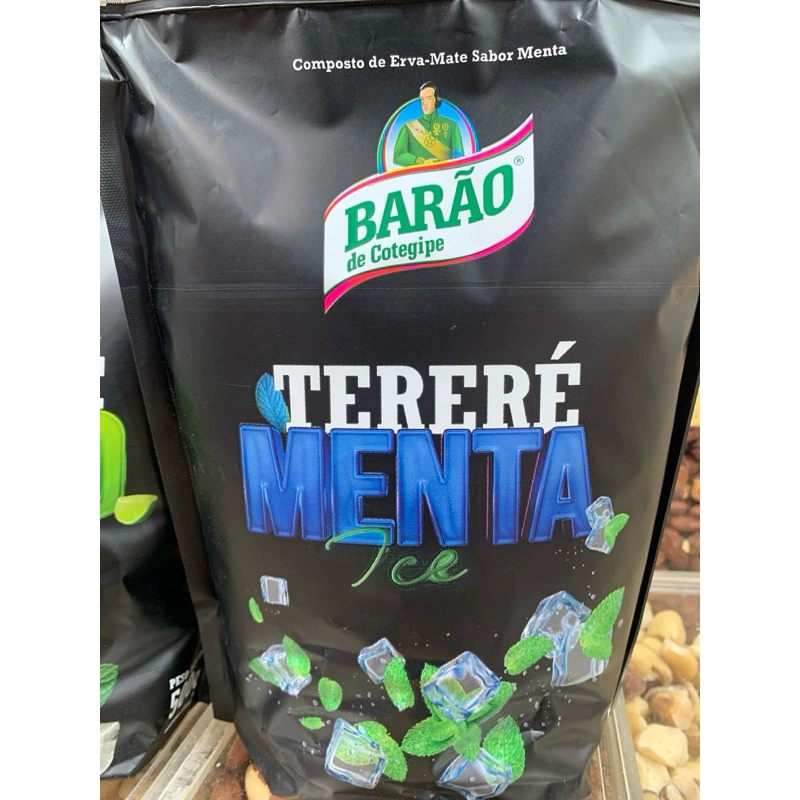 Composto de Erva-Mate Sabor Menta
BARÃO®
de Cotegipe
TERERÉ
MENTA
Ice